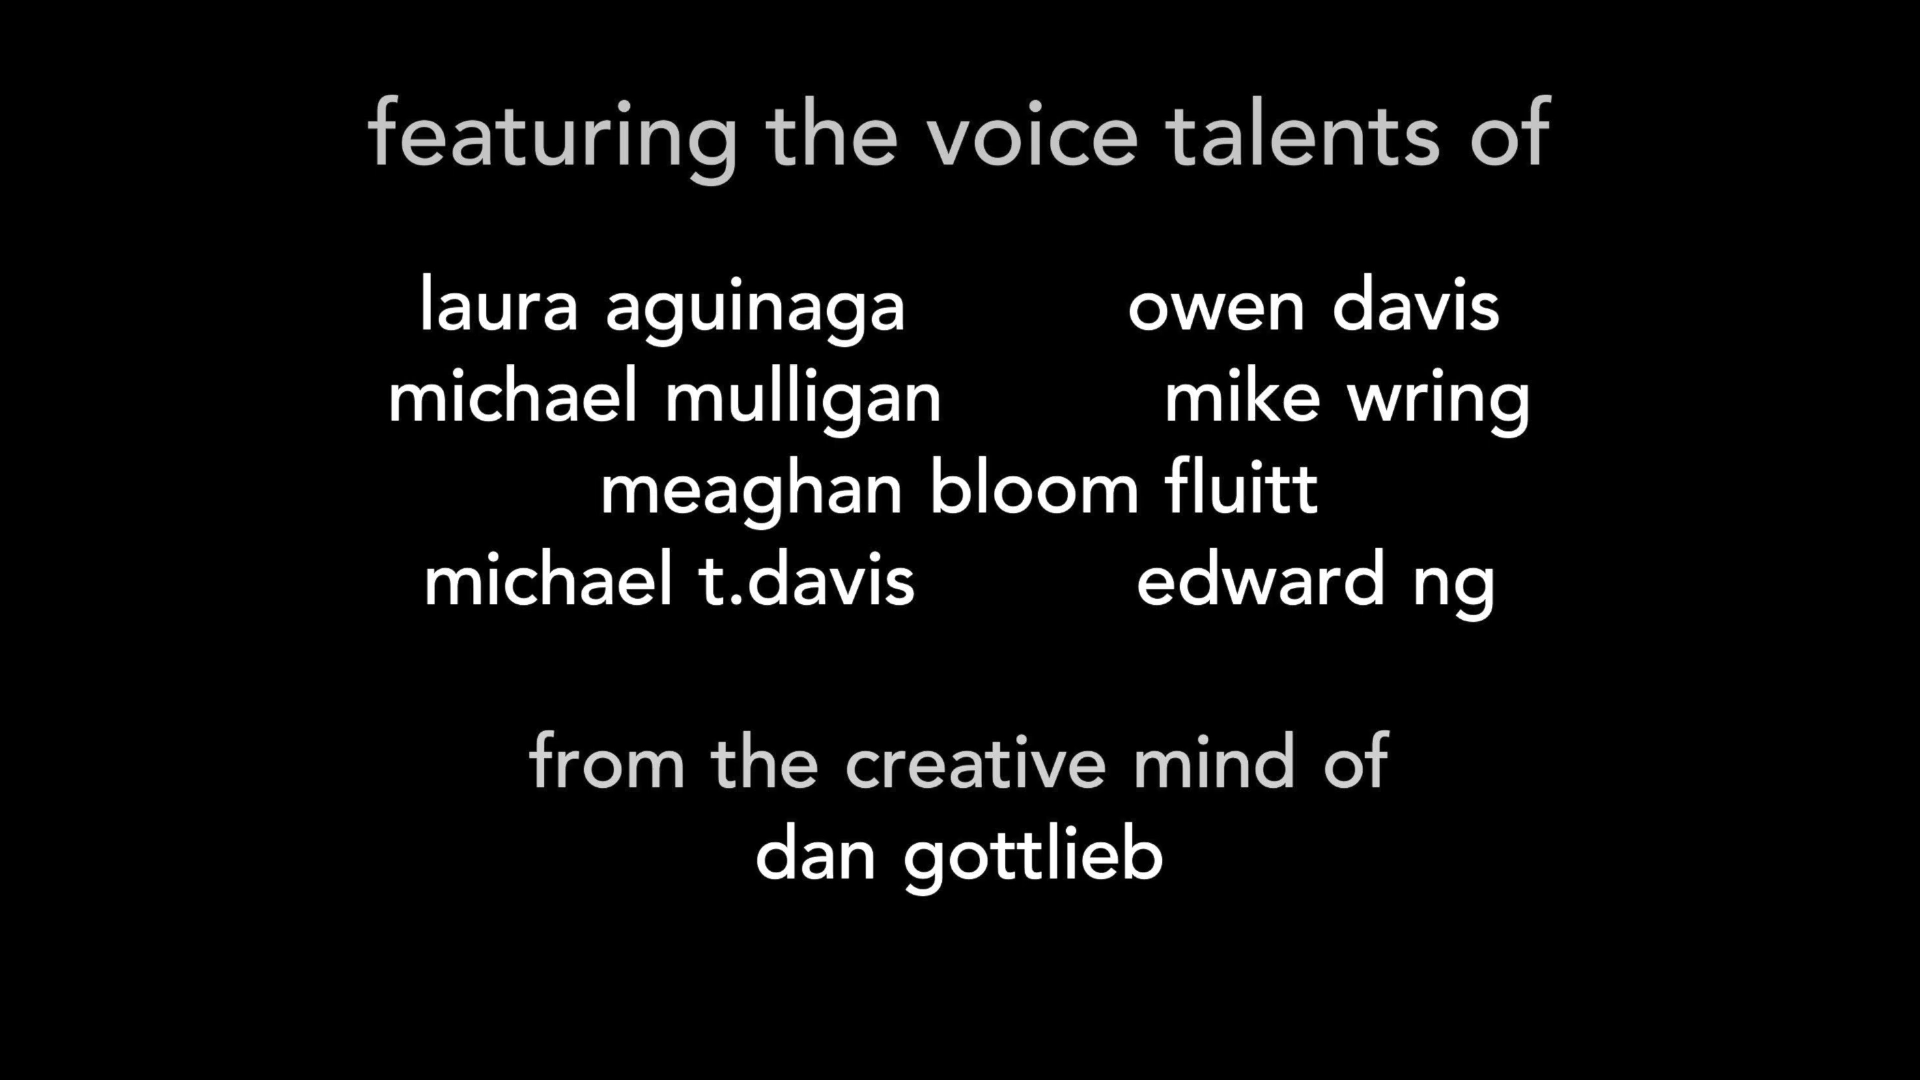 featuring the voice talents of
laura aguinaga owen davis
michael mulligan mike wring
meaghan bloom fluitt
michael t.davis edward ng
from the creative mind of
dan gottlieb